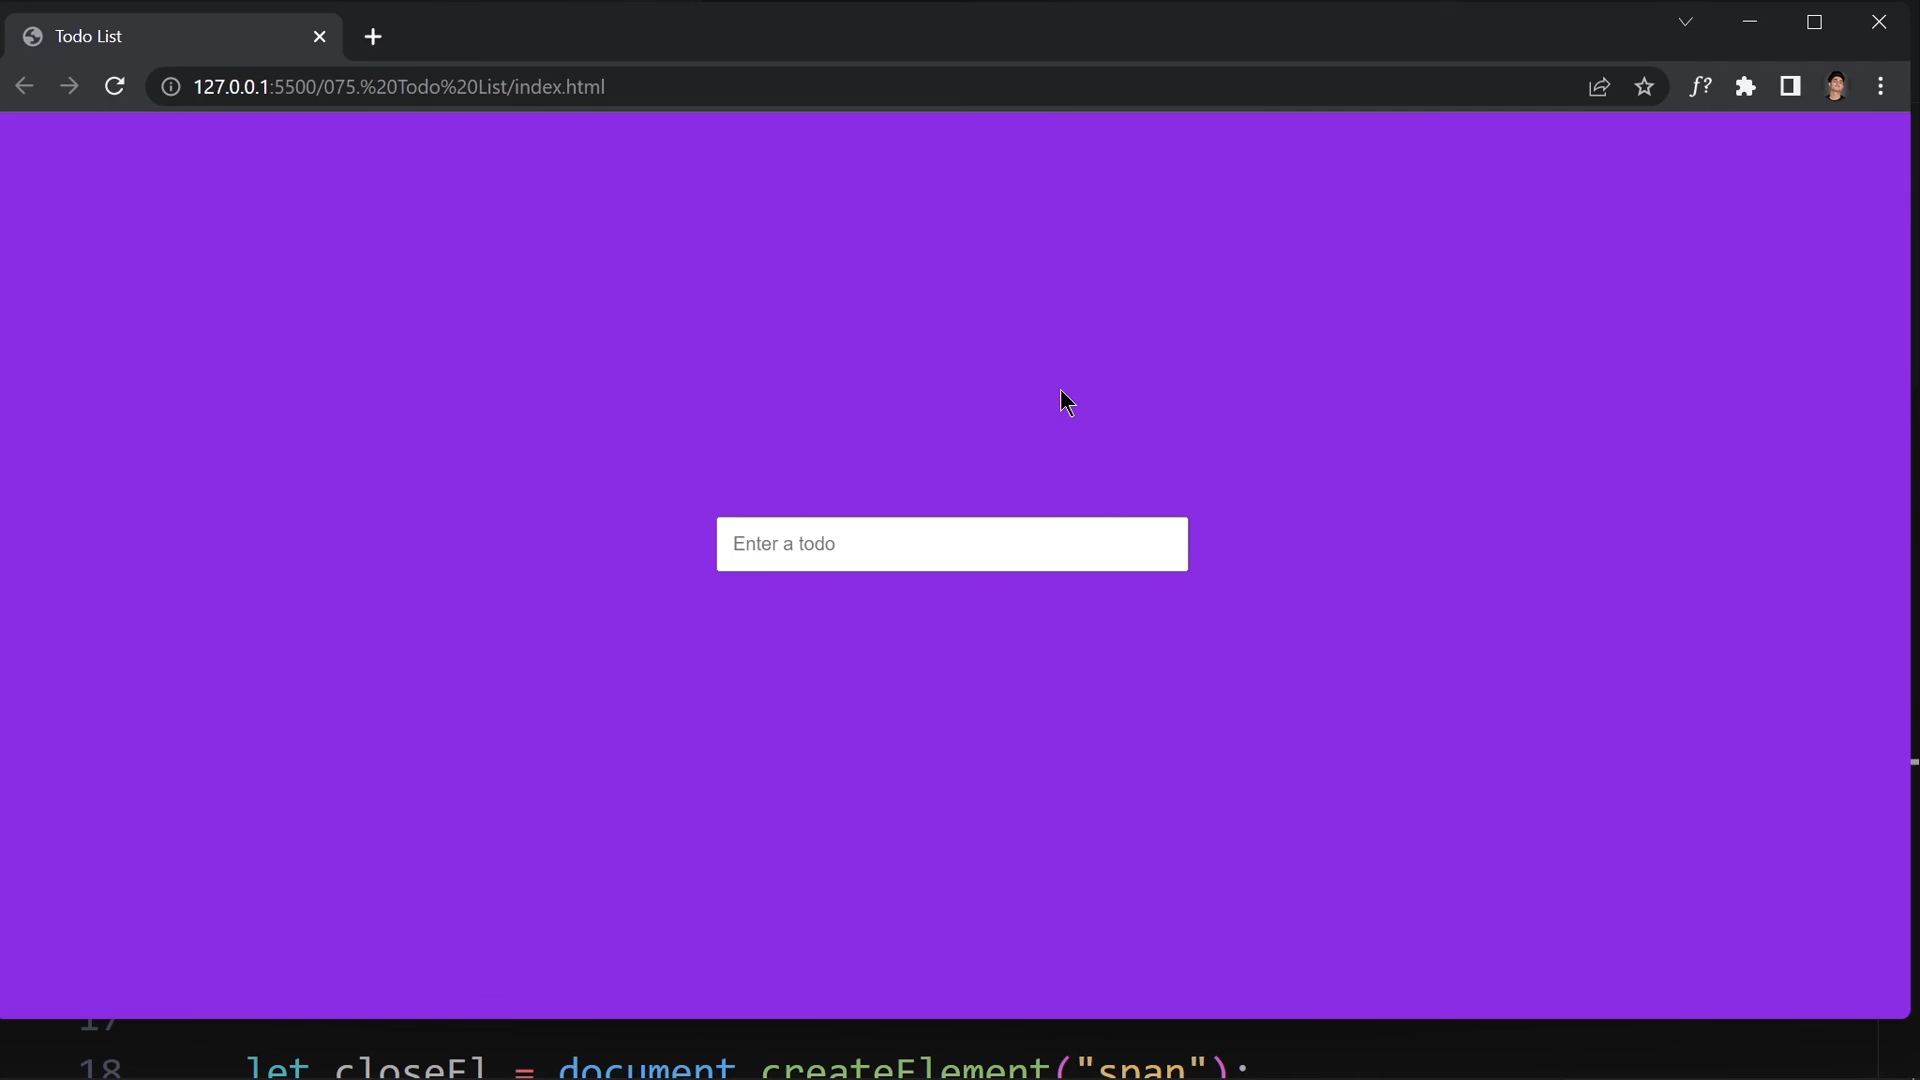 Todo List
127.0.0.1:5500/075.%20Todo%20List/index.html
f?
Enter a todo
17
18 let closeEl = document.createElement("span");